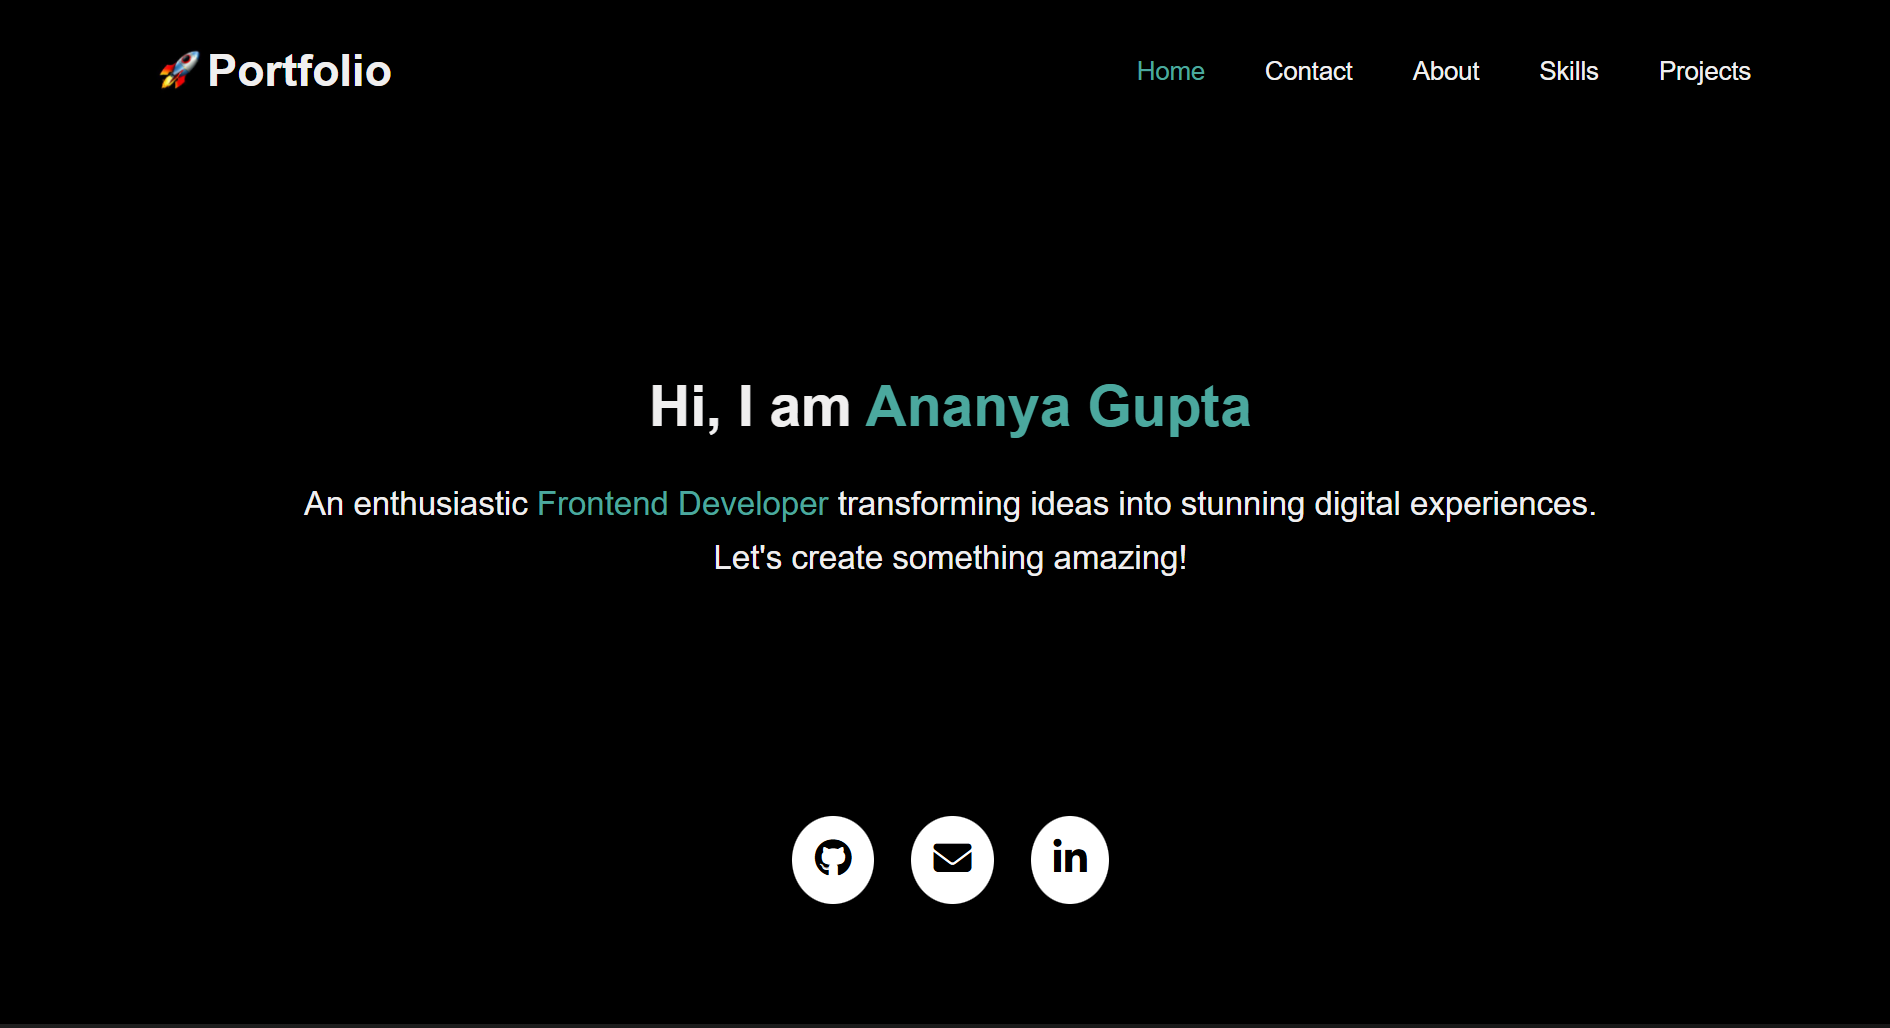 🚀 Portfolio
Home Contact About Skills Projects
Hi, I am Ananya Gupta
An enthusiastic Frontend Developer transforming ideas into stunning digital experiences.
Let's create something amazing!
in